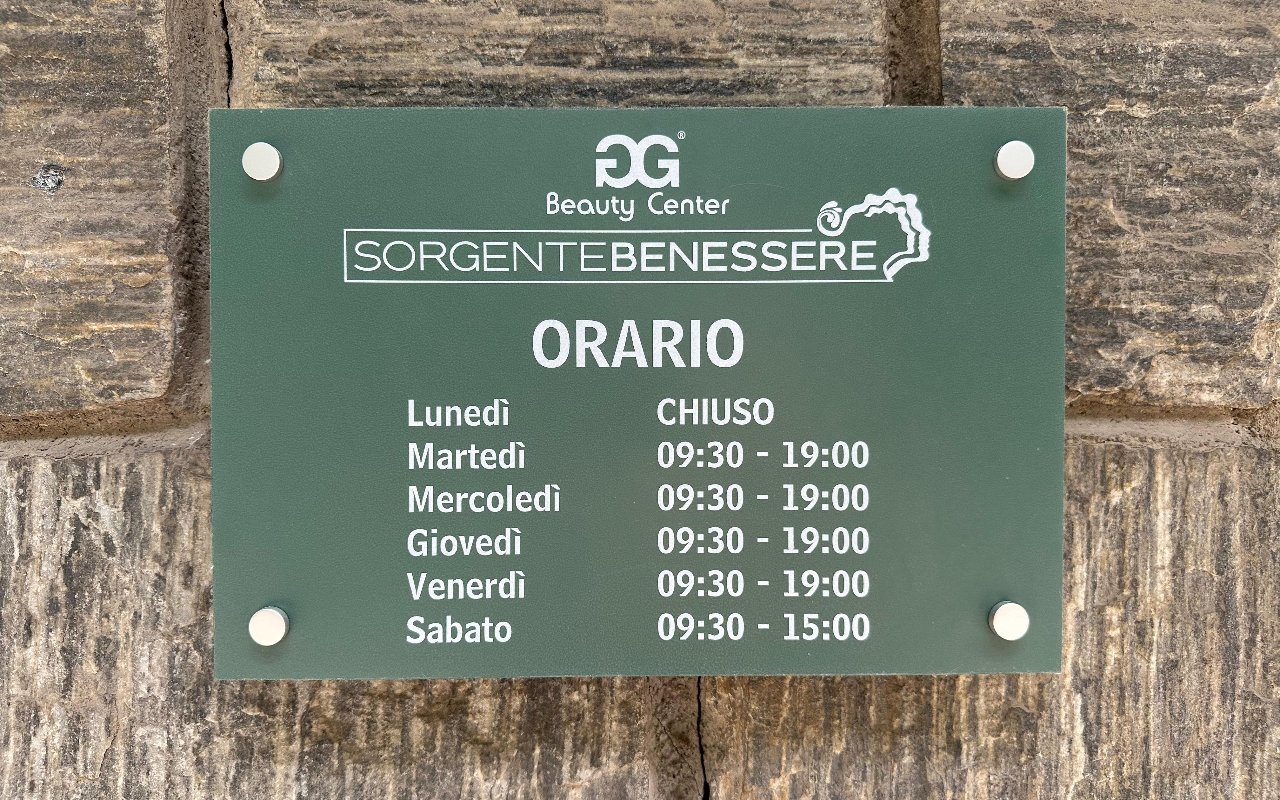 GG®
Beauty Center
SORGENTEBENESSERE
ORARIO
Lunedì CHIUSO
Martedì 09:30 - 19:00
Mercoledì 09:30 - 19:00
Giovedì 09:30 - 19:00
Venerdì 09:30 - 19:00
Sabato 09:30 - 15:00